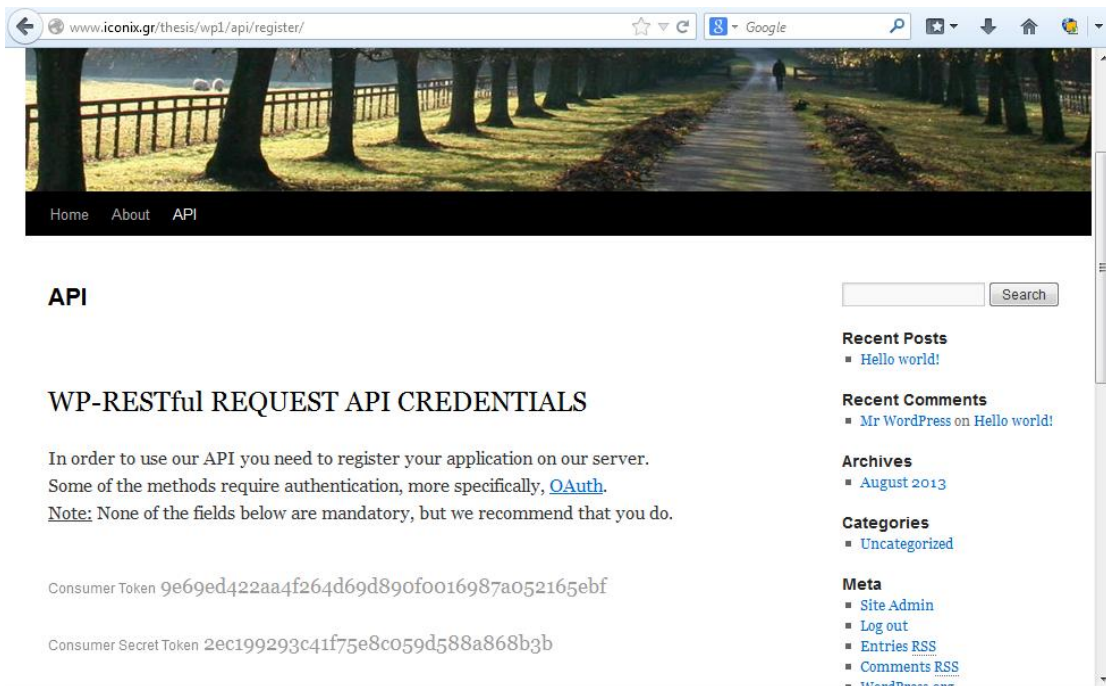 www.iconix.gr/thesis/wp1/api/register/
Google
Home About API
API
Search
WP-RESTful REQUEST API CREDENTIALS
In order to use our API you need to register your application on our server.
Some of the methods require authentication, more specifically, OAuth.
Note: None of the fields below are mandatory, but we recommend that you do.
Consumer Token 9e69ed422aa4f264d69d890f0016987a052165ebf
Consumer Secret Token 2ec199293c41f75e8c059d588a868b3b
Recent Posts
Hello world!
Recent Comments
Mr WordPress on Hello world!
Archives
August 2013
Categories
Uncategorized
Meta
Site Admin
Log out
Entries RSS
Comments RSS
WordPress.org